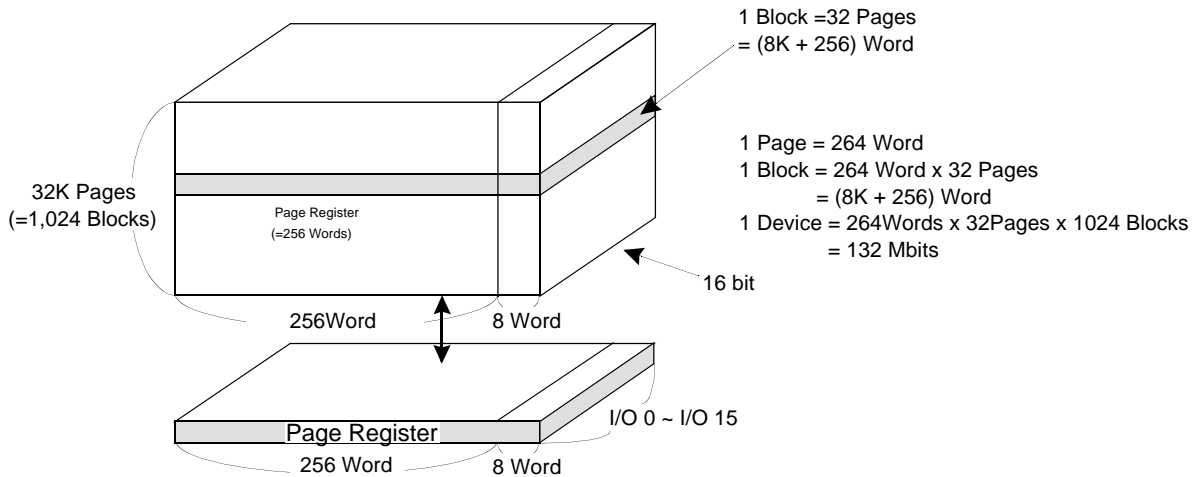 1 Block =32 Pages
= (8K + 256) Word
1 Page = 264 Word
1 Block = 264 Word x 32 Pages
= (8K + 256) Word
1 Device = 264Words x 32Pages x 1024 Blocks
= 132 Mbits
32K Pages
(=1,024 Blocks)
Page Register
(=256 Words)
16 bit
256Word
8 Word
Page Register
I/O 0 ~ I/O 15
256 Word
8 Word